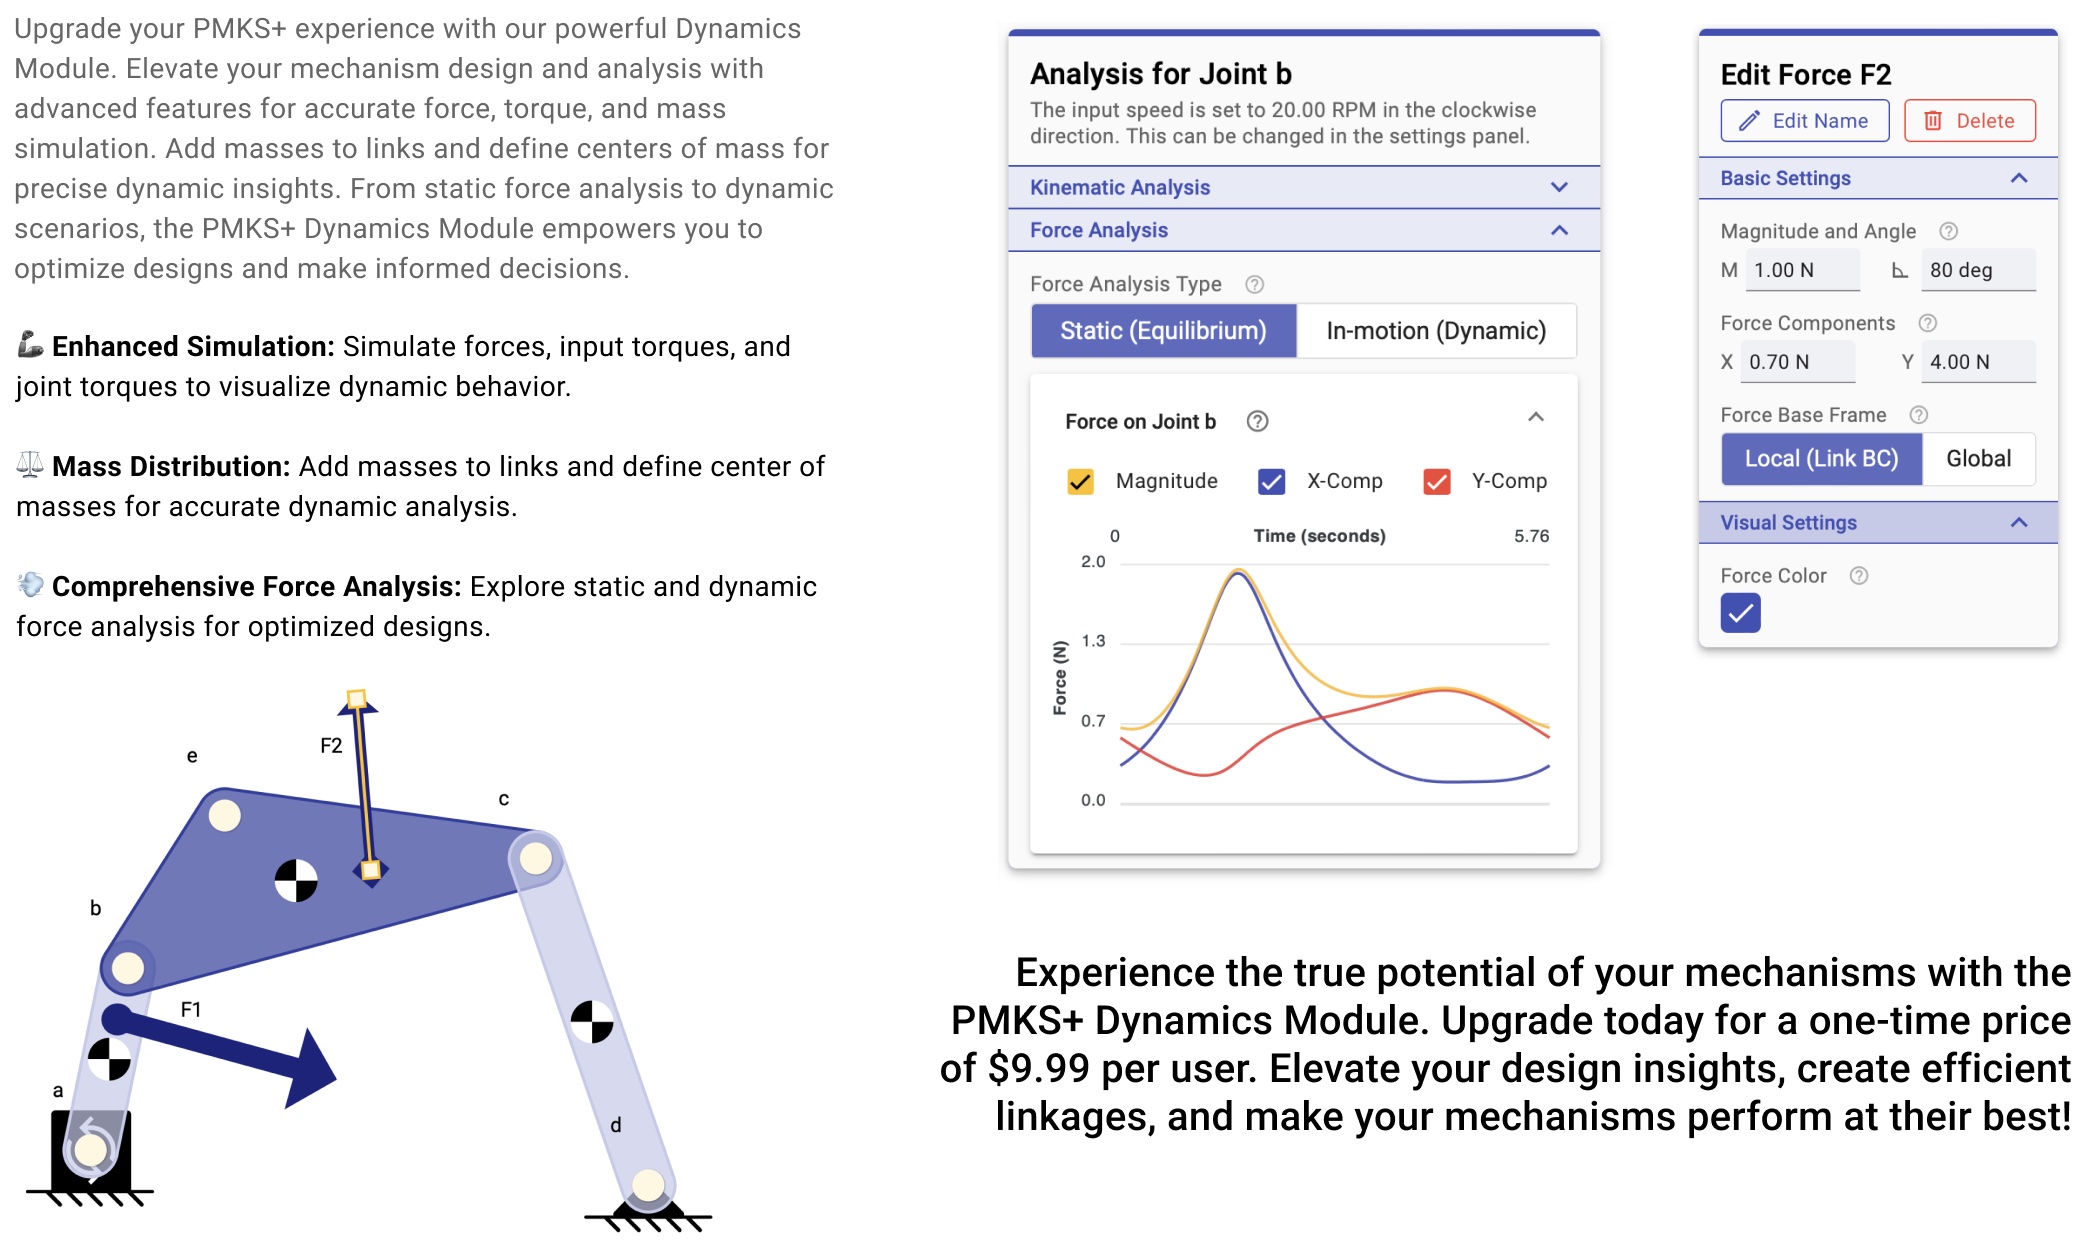 Upgrade your PMKS+ experience with our powerful Dynamics
Module. Elevate your mechanism design and analysis with
advanced features for accurate force, torque, and mass
simulation. Add masses to links and define centers of mass for
precise dynamic insights. From static force analysis to dynamic
scenarios, the PMKS+ Dynamics Module empowers you to
optimize designs and make informed decisions.
🦾 Enhanced Simulation: Simulate forces, input torques, and
joint torques to visualize dynamic behavior.
⚖️ Mass Distribution: Add masses to links and define center of
masses for accurate dynamic analysis.
💨 Comprehensive Force Analysis: Explore static and dynamic
force analysis for optimized designs.
F2
e
c
b
F1
a
d
Analysis for Joint b
The input speed is set to 20.00 RPM in the clockwise
direction. This can be changed in the settings panel.
Kinematic Analysis
Force Analysis
Force Analysis Type ?
Static (Equilibrium) In-motion (Dynamic)
Force on Joint b ?
Magnitude X-Comp Y-Comp
0 Time (seconds) 5.76
2.0
1.3
Force (N)
0.7
0.0
Edit Force F2
Edit Name Delete
Basic Settings
Magnitude and Angle ?
M 1.00 N 80 deg
Force Components ?
X 0.70 N Y 4.00 N
Force Base Frame ?
Local (Link BC) Global
Visual Settings
Force Color ?
Experience the true potential of your mechanisms with the
PMKS+ Dynamics Module. Upgrade today for a one-time price
of $9.99 per user. Elevate your design insights, create efficient
linkages, and make your mechanisms perform at their best!